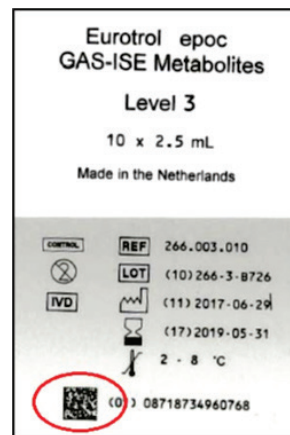 Eurotrol epoc
GAS-ISE Metabolites
Level 3
10 x 2.5 mL
Made in the Netherlands
CONTROL REF 266.003.010
LOT (10)266-3-B726
IVD (11)2017-06-29
(17)2019-05-31
2 - 8 °C
(01) 08718734960768